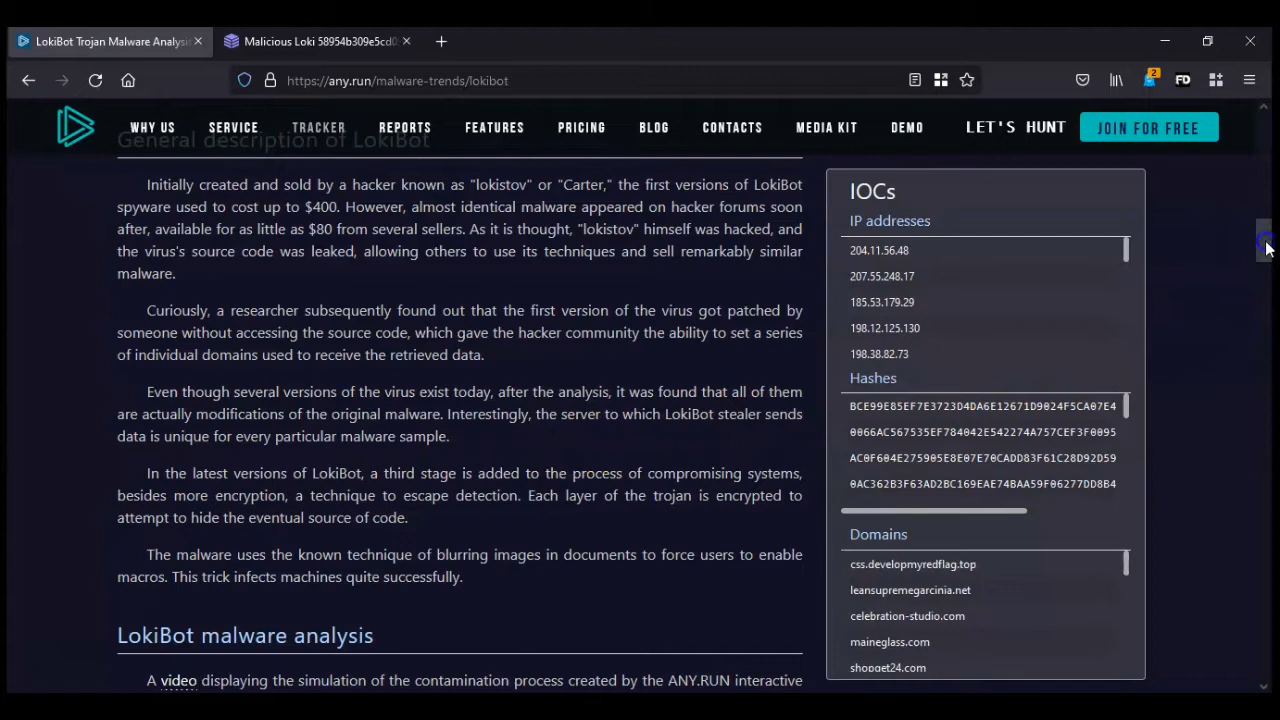 LokiBot Trojan Malware Analysis
Malicious Loki 58954b309e5cd0
https://any.run/malware-trends/lokibot
2
FD
WHY US SERVICE TRACKER REPORTS FEATURES PRICING BLOG CONTACTS MEDIA KIT DEMO LET'S HUNT JOIN FOR FREE
General description of LokiBot
Initially created and sold by a hacker known as "lokistov" or "Carter," the first versions of LokiBot
spyware used to cost up to $400. However, almost identical malware appeared on hacker forums soon
after, available for as little as $80 from several sellers. As it is thought, "lokistov" himself was hacked, and
the virus's source code was leaked, allowing others to use its techniques and sell remarkably similar
malware.
Curiously, a researcher subsequently found out that the first version of the virus got patched by
someone without accessing the source code, which gave the hacker community the ability to set a series
of individual domains used to receive the retrieved data.
Even though several versions of the virus exist today, after the analysis, it was found that all of them
are actually modifications of the original malware. Interestingly, the server to which LokiBot stealer sends
data is unique for every particular malware sample.
In the latest versions of LokiBot, a third stage is added to the process of compromising systems,
besides more encryption, a technique to escape detection. Each layer of the trojan is encrypted to
attempt to hide the eventual source of code.
The malware uses the known technique of blurring images in documents to force users to enable
macros. This trick infects machines quite successfully.
LokiBot malware analysis
A video displaying the simulation of the contamination process created by the ANY.RUN interactive
IOCs
IP addresses
204.11.56.48
207.55.248.17
185.53.179.29
198.12.125.130
198.38.82.73
Hashes
BCE99E85EF7E3723D4DA6E12671D9024F5CA07E4
0066AC567535EF784042E542274A757CEF3F0095
AC0F604E275905E8E07E70CADD83F61C28D92D59
0AC362B3F63AD2BC169EAE74BAA59F06277DD8B4
Domains
css.developmyredflag.top
leansupremegarcinia.net
celebration-studio.com
maineglass.com
shopget24.com